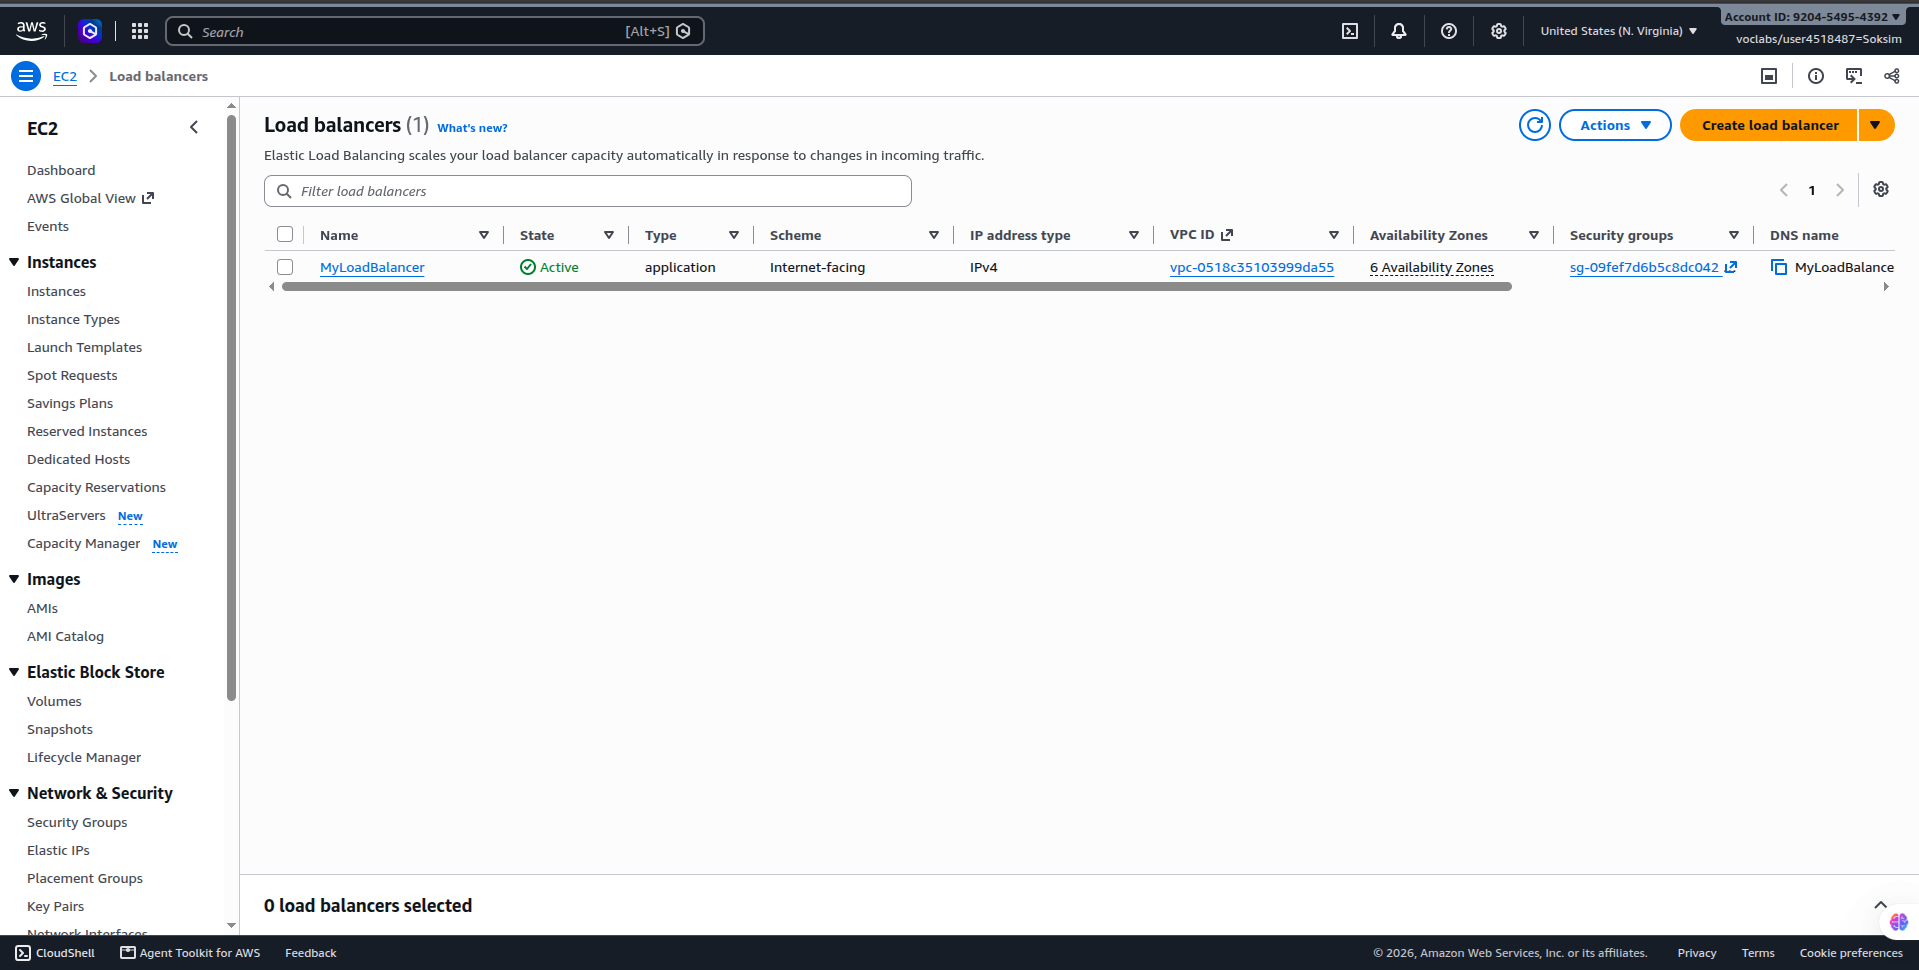 aws
Search [Alt+S]
United States (N. Virginia)
Account ID: 9204-5495-4392
voclabs/user4518487=Soksim
EC2 Load balancers
EC2
Dashboard
AWS Global View
Events
Instances
Instances
Instance Types
Launch Templates
Spot Requests
Savings Plans
Reserved Instances
Dedicated Hosts
Capacity Reservations
UltraServers New
Capacity Manager New
Images
AMIs
AMI Catalog
Elastic Block Store
Volumes
Snapshots
Lifecycle Manager
Network & Security
Security Groups
Elastic IPs
Placement Groups
Key Pairs
Network Interfaces
Load balancers (1) What's new?
Actions
Create load balancer
Elastic Load Balancing scales your load balancer capacity automatically in response to changes in incoming traffic.
Filter load balancers
1
Name State Type Scheme IP address type VPC ID Availability Zones Security groups DNS name
MyLoadBalancer Active application Internet-facing IPv4 vpc-0518c35103999da55 6 Availability Zones sg-09fef7d6b5c8dc042 MyLoadBalance
0 load balancers selected
CloudShell Agent Toolkit for AWS Feedback
© 2026, Amazon Web Services, Inc. or its affiliates. Privacy Terms Cookie preferences